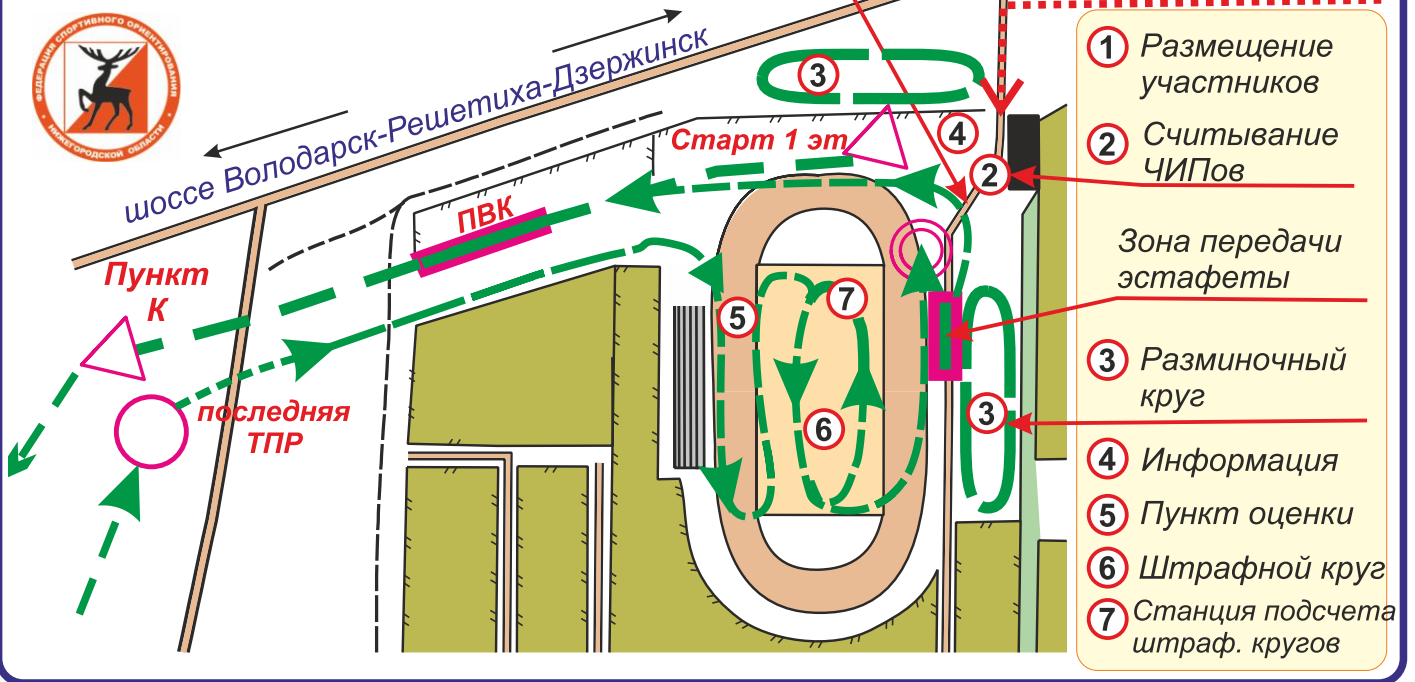 ФЕДЕРАЦИЯ СПОРТИВНОГО ОРИЕНТИРОВАНИЯ
НИЖЕГОРОДСКОЙ ОБЛАСТИ
шоссе Володарск-Решетиха-Дзержинск
3
Старт 1 эт
4
2
ПВК
Пункт
К
5
7
последняя
ТПР
6
3
1 Размещение
участников
2 Считывание
ЧИПов
Зона передачи
эстафеты
3 Разминочный
круг
4 Информация
5 Пункт оценки
6 Штрафной круг
7 Станция подсчета
штраф. кругов